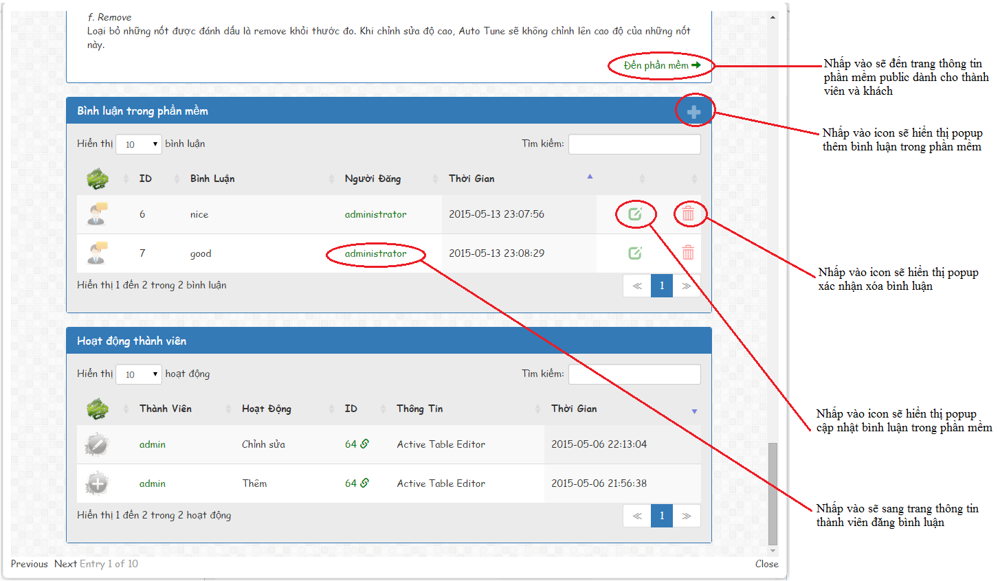 f. Remove
Loại bỏ những nốt được đánh dấu là remove khỏi thước đo. Khi chỉnh sửa độ cao, Auto Tune sẽ không chỉnh lên cao độ của những nốt
này.
Đến phần mềm
Nhấp vào sẽ đến trang thông tin
phần mềm public dành cho thành
viên và khách
Bình luận trong phần mềm
Nhấp vào icon sẽ hiển thị popup
thêm bình luận trong phần mềm
Hiển thị 10 bình luận Tìm kiếm:
ID Bình Luận Người Đăng Thời Gian
6 nice administrator 2015-05-13 23:07:56
7 good administrator 2015-05-13 23:08:29
Nhấp vào icon sẽ hiển thị popup
xác nhận xóa bình luận
Hiển thị 1 đến 2 trong 2 bình luận ≪ 1 ≫
Hoạt động thành viên
Hiển thị 10 hoạt động Tìm kiếm:
Thành Viên Hoạt Động ID Thông Tin Thời Gian
Nhấp vào icon sẽ hiển thị popup
cập nhật bình luận trong phần mềm
admin Chỉnh sửa 64 Active Table Editor 2015-05-06 22:13:04
admin Thêm 64 Active Table Editor 2015-05-06 21:56:38
Hiển thị 1 đến 2 trong 2 hoạt động ≪ 1 ≫
Nhấp vào sẽ sang trang thông tin
thành viên đăng bình luận
Previous Next Entry 1 of 10 Close